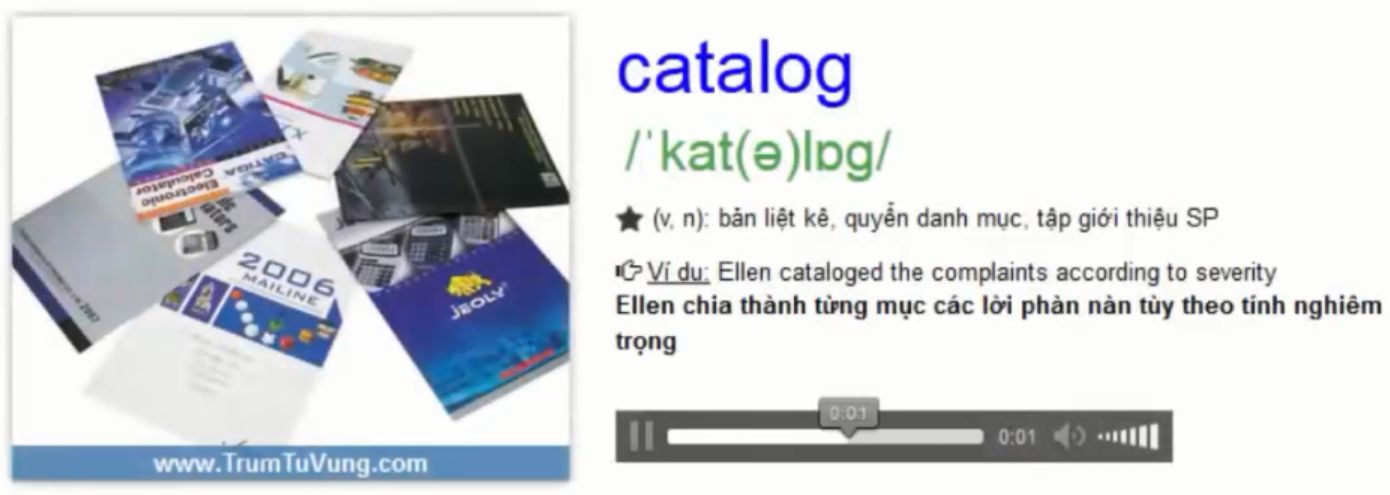 CATIGA
Electronic
Calculator
2006
MAILINE
JEOLY
www.TrumTuVung.com
catalog
/ˈkat(ə)lɒg/
★ (v, n): bản liệt kê, quyển danh mục, tập giới thiệu SP
Ví du: Ellen cataloged the complaints according to severity
Ellen chia thành từng mục các lời phàn nàn tùy theo tính nghiêm
trọng
0:01
0:01